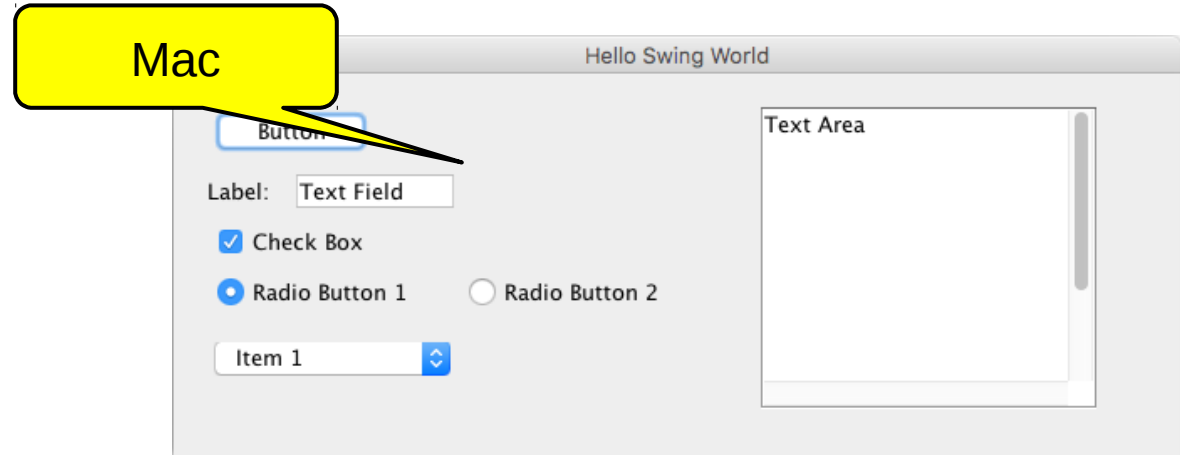 Mac
Hello Swing World
Button
Text Area
Label: Text Field
Check Box
Radio Button 1 Radio Button 2
Item 1